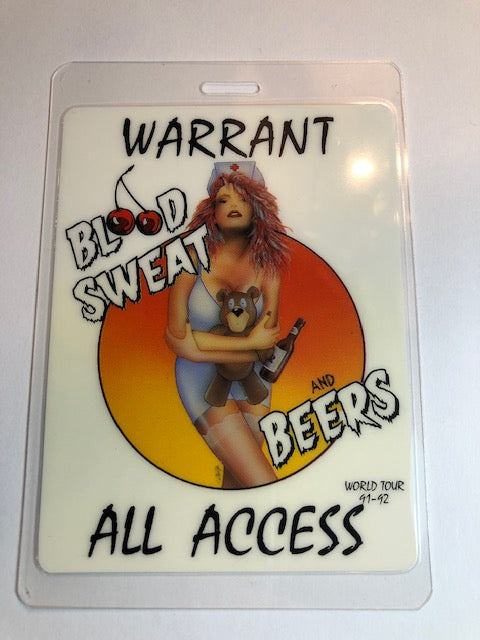 WARRANT
BLOOD
SWEAT
AND
BEERS
WORLD TOUR
91-92
ALL ACCESS